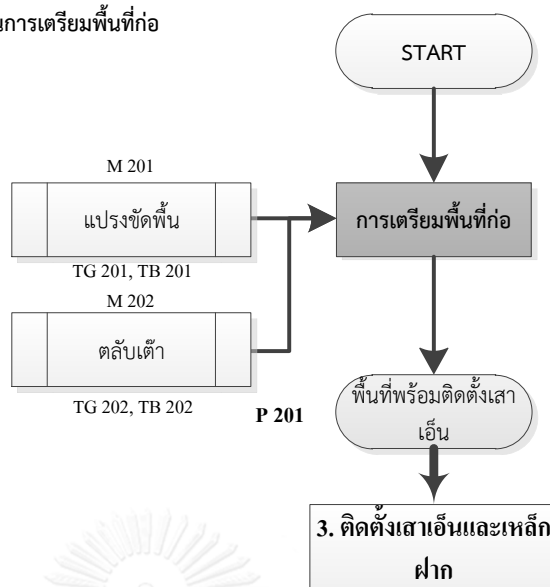 นการเตรียมพื้นที่ก่อ
START
M 201
แปรงขัดพื้น
การเตรียมพื้นที่ก่อ
TG 201, TB 201
M 202
ตลับเต๊า
TG 202, TB 202
P 201
พื้นที่พร้อมติดตั้งเสา
เอ็น
3. ติดตั้งเสาเอ็นและเหล็ก
ฝาก